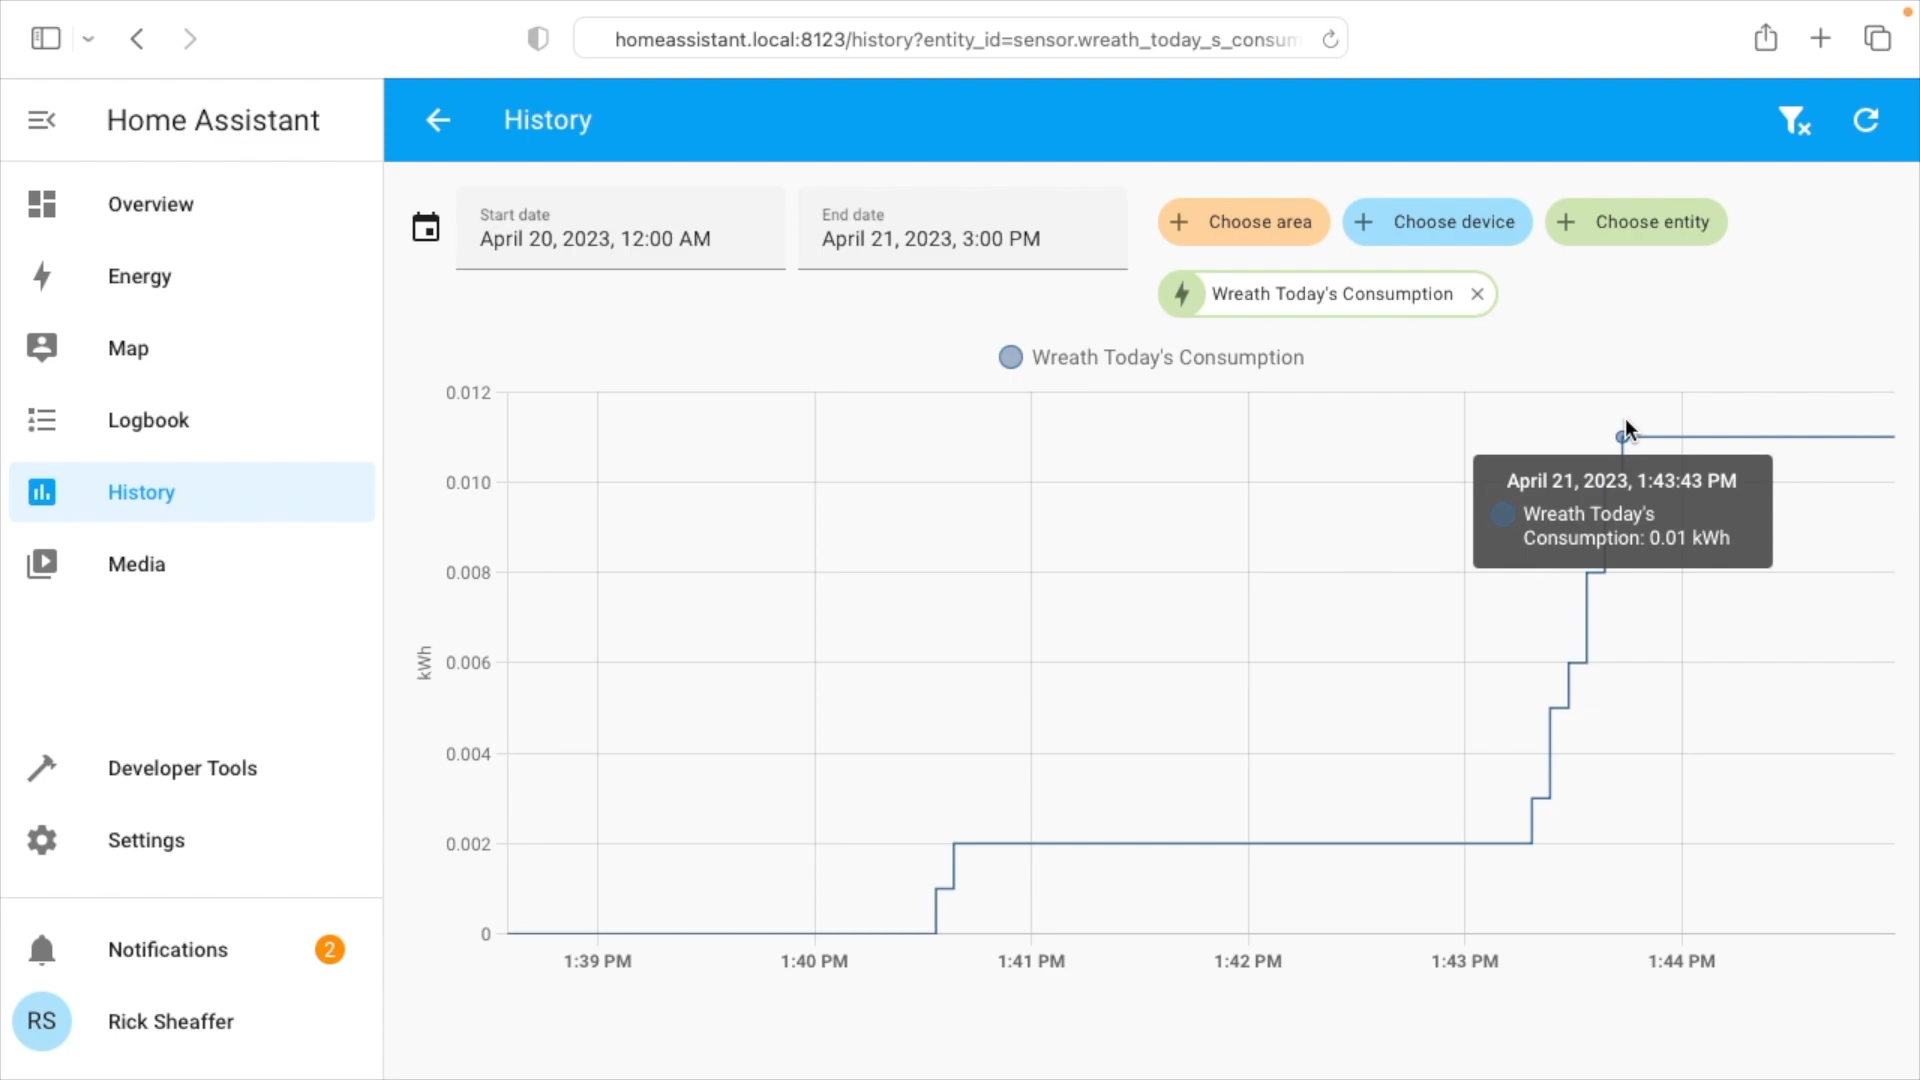 homeassistant.local:8123/history?entity_id=sensor.wreath_today_s_consum
Home Assistant
History
Overview
Energy
Map
Logbook
History
Media
Developer Tools
Settings
Notifications
2
RS
Rick Sheaffer
Start date
April 20, 2023, 12:00 AM
End date
April 21, 2023, 3:00 PM
Choose area
Choose device
Choose entity
Wreath Today's Consumption
Wreath Today's Consumption
kWh
0.012
0.010
0.008
0.006
0.004
0.002
0
April 21, 2023, 1:43:43 PM
Wreath Today's
Consumption: 0.01 kWh
1:39 PM
1:40 PM
1:41 PM
1:42 PM
1:43 PM
1:44 PM